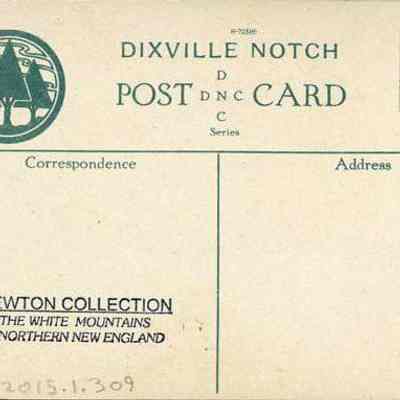 DIXVILLE NOTCH
D
POST DNC CARD
C
Series
Correspondence
Address
EWTON COLLECTION
THE WHITE MOUNTAINS
NORTHERN NEW ENGLAND
2015.1.309